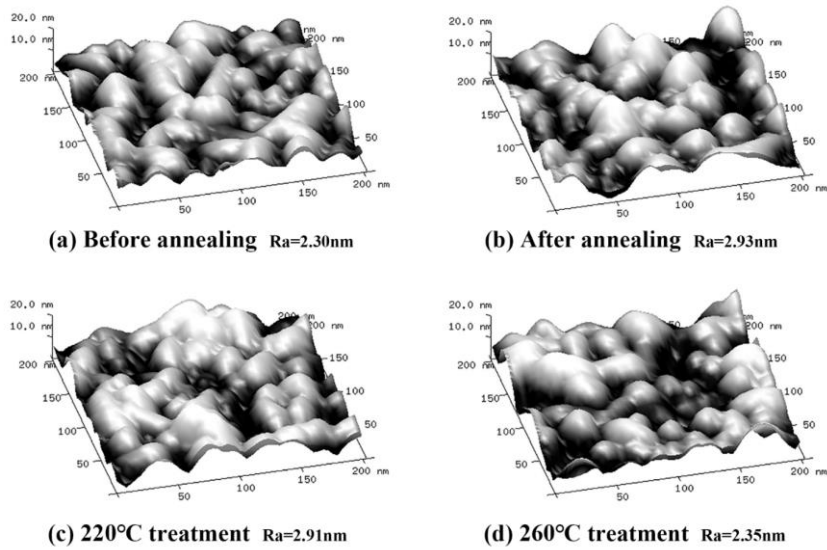 20.0 nm
10.0 nm
200 nm
150
100
50
50
100
150
200 nm
50
100
150
200 nm
(a) Before annealing Ra=2.30nm
20.0 nm
10.0 nm
200 nm
150
100
50
50
100
150
200 nm
50
100
150
200 nm
(b) After annealing Ra=2.93nm
20.0 nm
10.0 nm
200 nm
150
100
50
50
100
150
200 nm
50
100
150
200 nm
(c) 220°C treatment Ra=2.91nm
20.0 nm
10.0 nm
200 nm
150
100
50
50
100
150
200 nm
50
100
150
200 nm
(d) 260°C treatment Ra=2.35nm